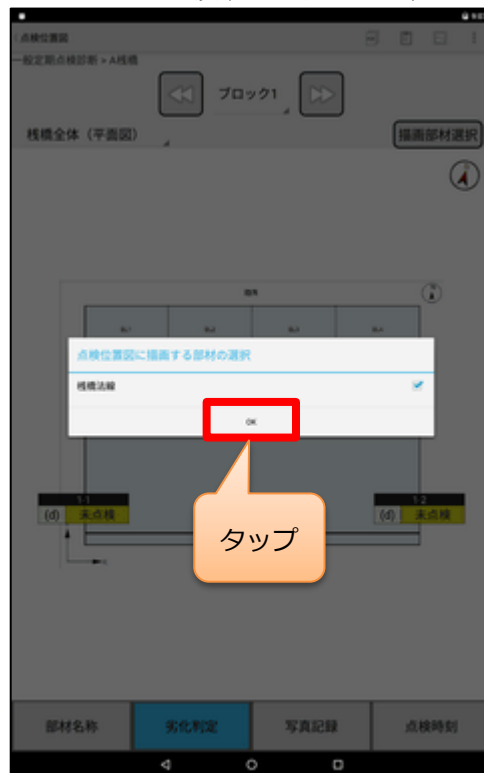 点検位置図
一般定期点検診断 > A桟橋
ブロック1
桟橋全体（平面図）
描画部材選択
点検位置図に描画する部材の選択
桟橋法線
OK
1-1
(d) 未点検
1-2
(d) 未点検
タップ
部材名称
劣化判定
写真記録
点検時刻